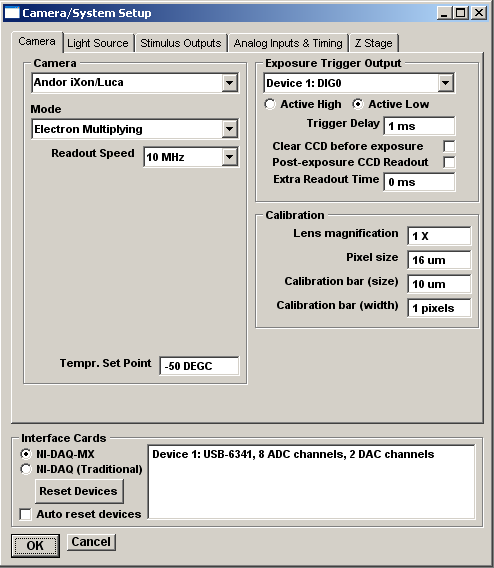 Camera/System Setup
Camera Light Source Stimulus Outputs Analog Inputs & Timing Z Stage
Camera
Andor iXon/Luca
Mode
Electron Multiplying
Readout Speed 10 MHz
Tempr. Set Point -50 DEGC
Exposure Trigger Output
Device 1: DIG0
Active High Active Low
Trigger Delay 1 ms
Clear CCD before exposure
Post-exposure CCD Readout
Extra Readout Time 0 ms
Calibration
Lens magnification 1 X
Pixel size 16 um
Calibration bar (size) 10 um
Calibration bar (width) 1 pixels
Interface Cards
NI-DAQ-MX
NI-DAQ (Traditional)
Reset Devices
Auto reset devices
Device 1: USB-6341, 8 ADC channels, 2 DAC channels
OK Cancel